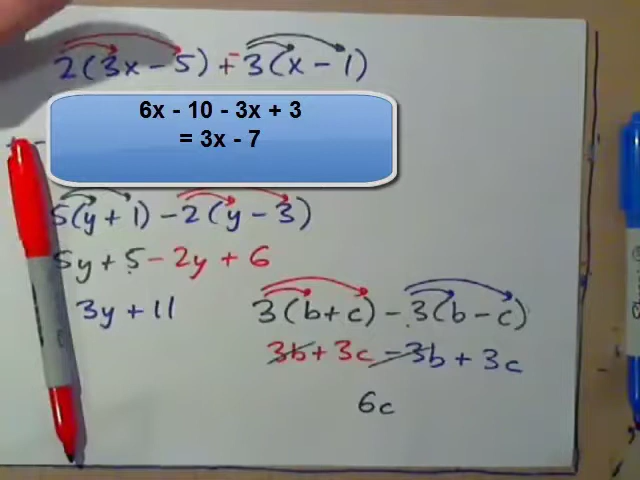 2(3x - 5) + - 3(x - 1)
6x - 10 - 3x + 3
= 3x - 7
5(y + 1) - 2(y - 3)
5y + 5 - 2y + 6
3y + 11
3(b + c) - 3(b - c)
3b + 3c - 3b + 3c
6c